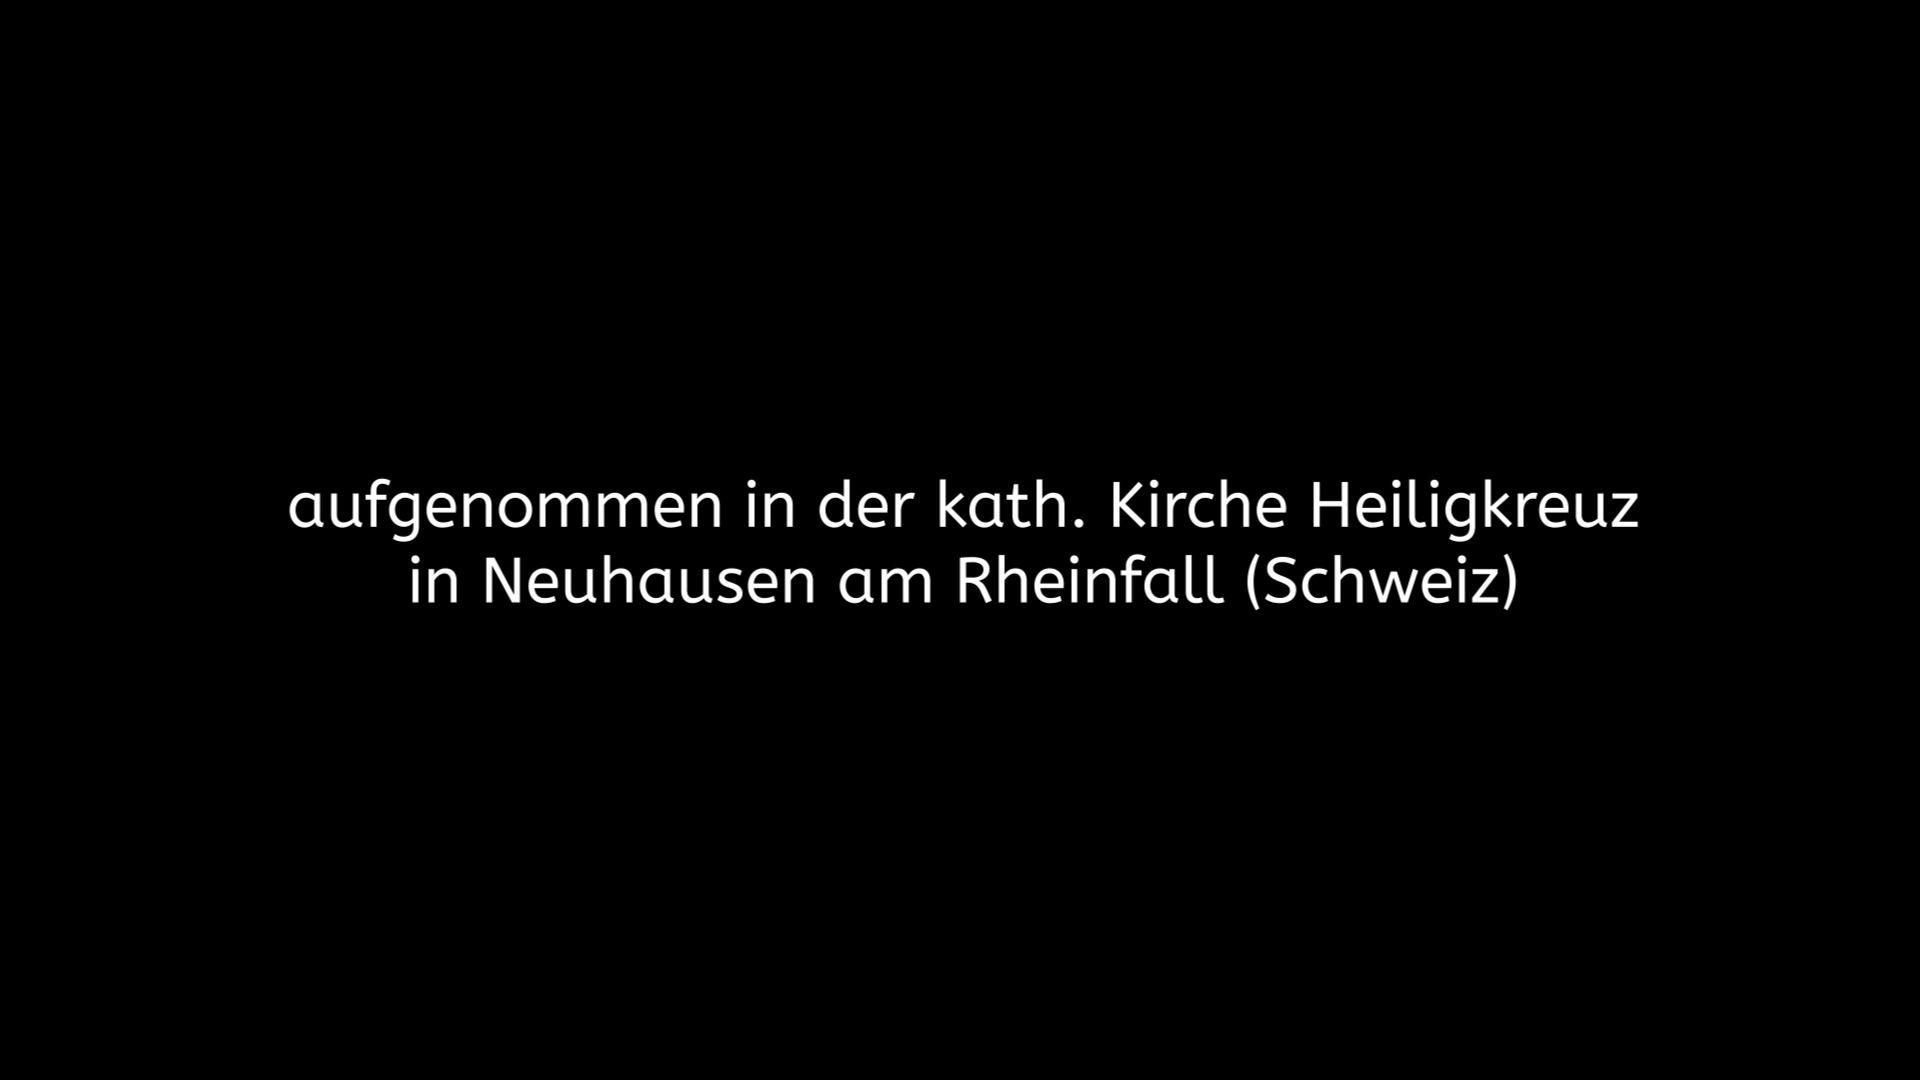 aufgenommen in der kath. Kirche Heiligkreuz
in Neuhausen am Rheinfall (Schweiz)